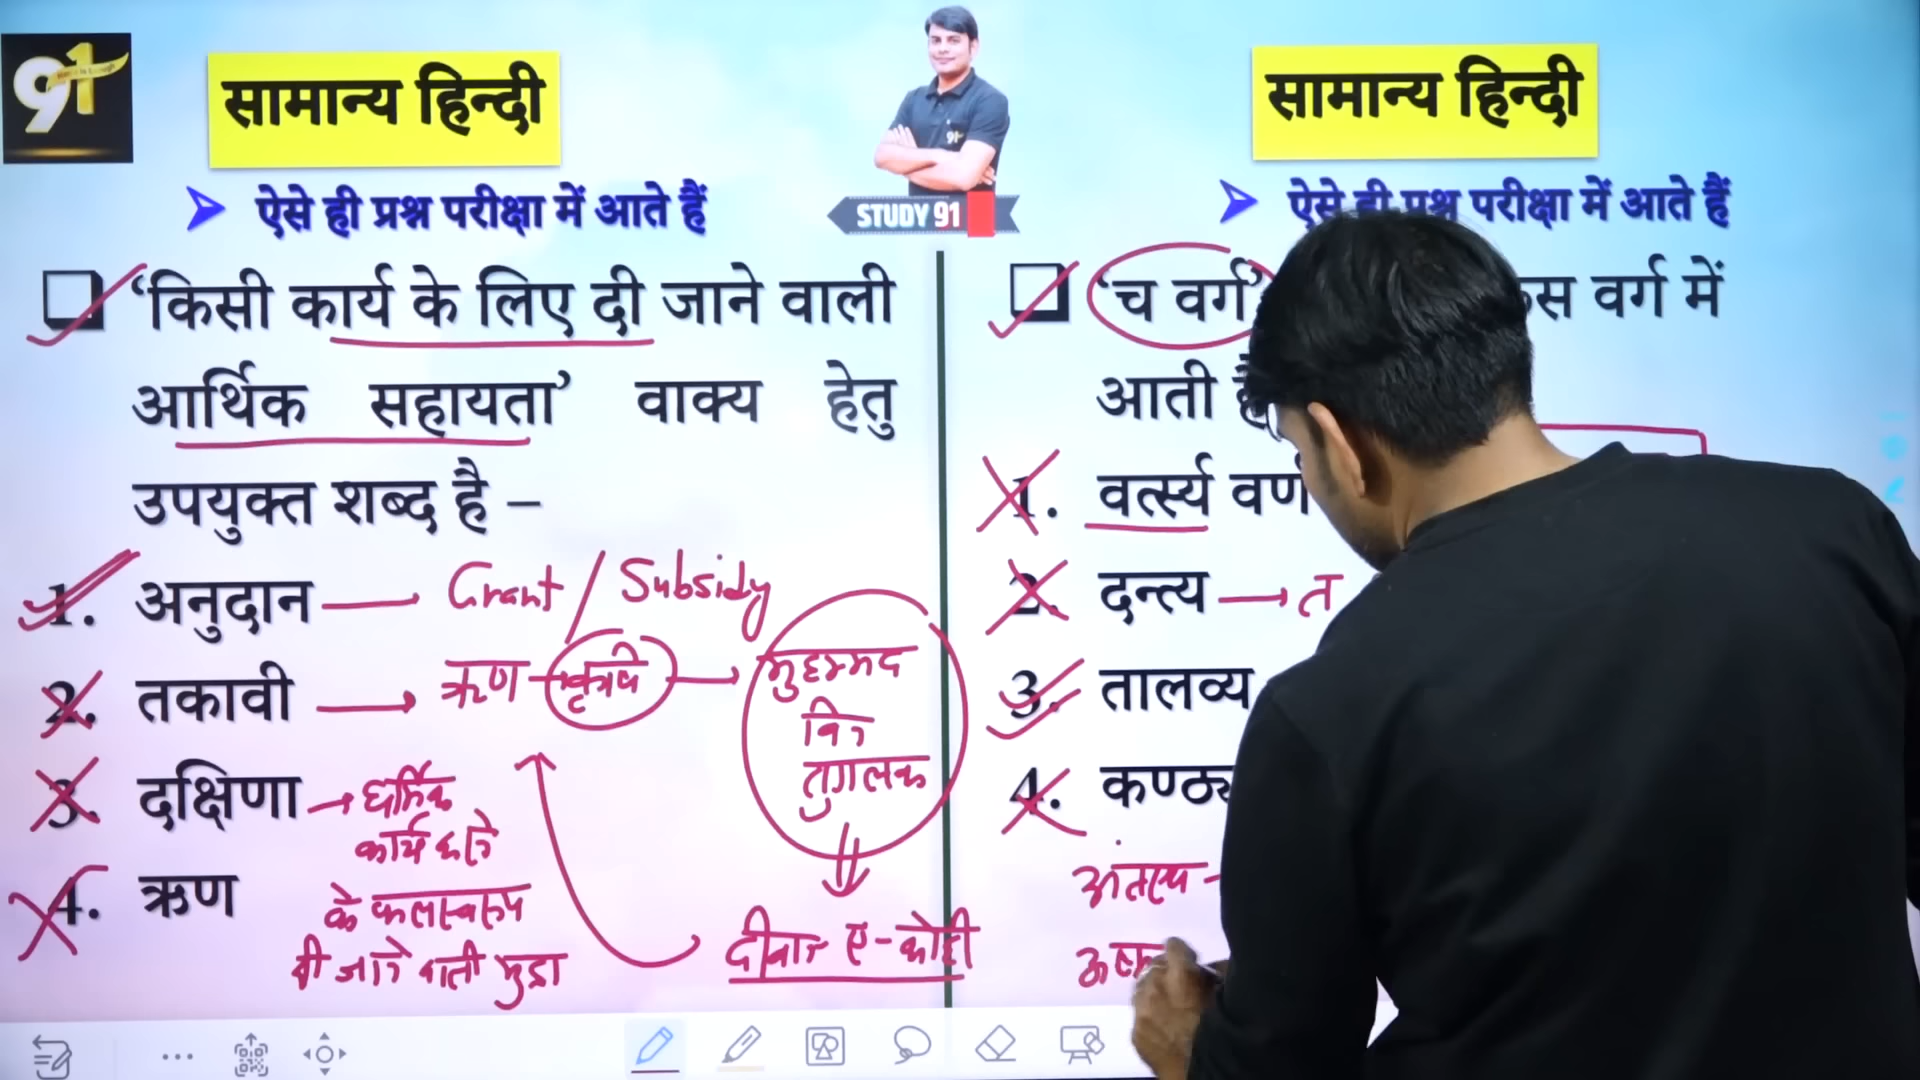 91
सामान्य हिन्दी
ऐसे ही प्रश्न परीक्षा में आते हैं
‘किसी कार्य के लिए दी जाने वाली
आर्थिक सहायता’ वाक्य हेतु
उपयुक्त शब्द है –
1. अनुदान Grant / Subsidy
2. तकावी ऋण कृषि मुहम्मद
बिन
तुगलक
3. दक्षिणा धार्मिक
कार्य
4. ऋण के फलस्वरूप
दी जाने वाली मुद्रा
दीवान ए-कोही
91
STUDY 91
सामान्य हिन्दी
ऐसे ही प्रश्न परीक्षा में आते हैं
‘च वर्ग’ वर्ग में
आती
1. वर्त्स्य
2. दन्त्य त
3. तालव्य
4.